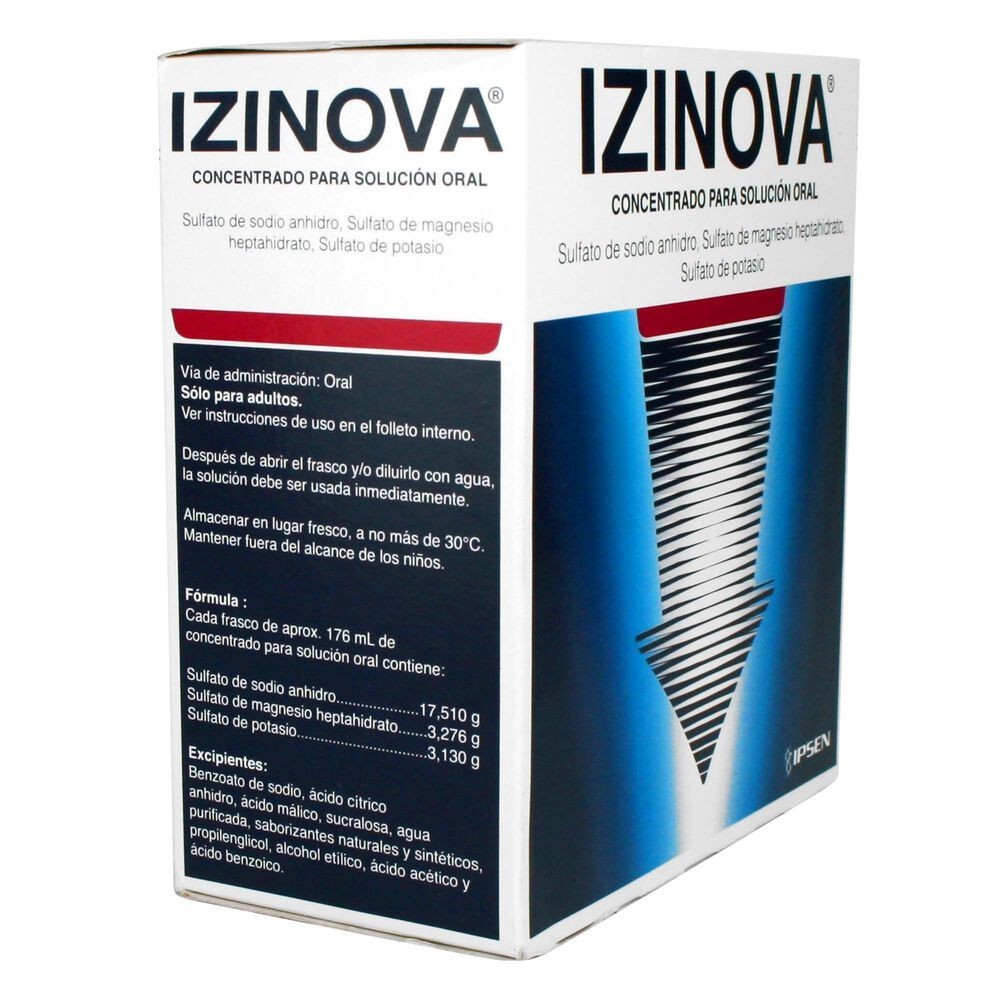 IZINOVA®
CONCENTRADO PARA SOLUCIÓN ORAL
Sulfato de sodio anhidro, Sulfato de magnesio
heptahidrato, Sulfato de potasio
Vía de administración: Oral
Sólo para adultos.
Ver instrucciones de uso en el folleto interno.
Después de abrir el frasco y/o diluirlo con agua,
la solución debe ser usada inmediatamente.
Almacenar en lugar fresco, a no más de 30°C.
Mantener fuera del alcance de los niños.
Fórmula :
Cada frasco de aprox. 176 mL de
concentrado para solución oral contiene:
Sulfato de sodio anhidro..................17,510 g
Sulfato de magnesio heptahidrato......3,276 g
Sulfato de potasio............................3,130 g
Excipientes:
Benzoato de sodio, ácido cítrico
anhidro, ácido málico, sucralosa, agua
purificada, saborizantes naturales y sintéticos,
propilenglicol, alcohol etílico, ácido acético y
ácido benzoico.
IZINOVA®
CONCENTRADO PARA SOLUCIÓN ORAL
Sulfato de sodio anhidro, Sulfato de magnesio heptahidrato,
Sulfato de potasio
IPSEN